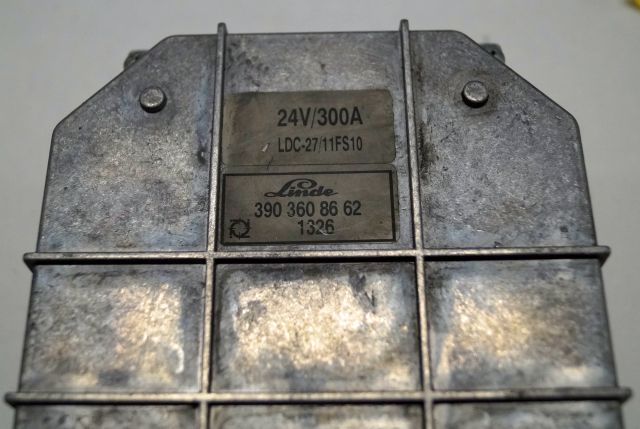 24V/300A
LDC-27/11FS10
Linde
390 360 86 62
1326